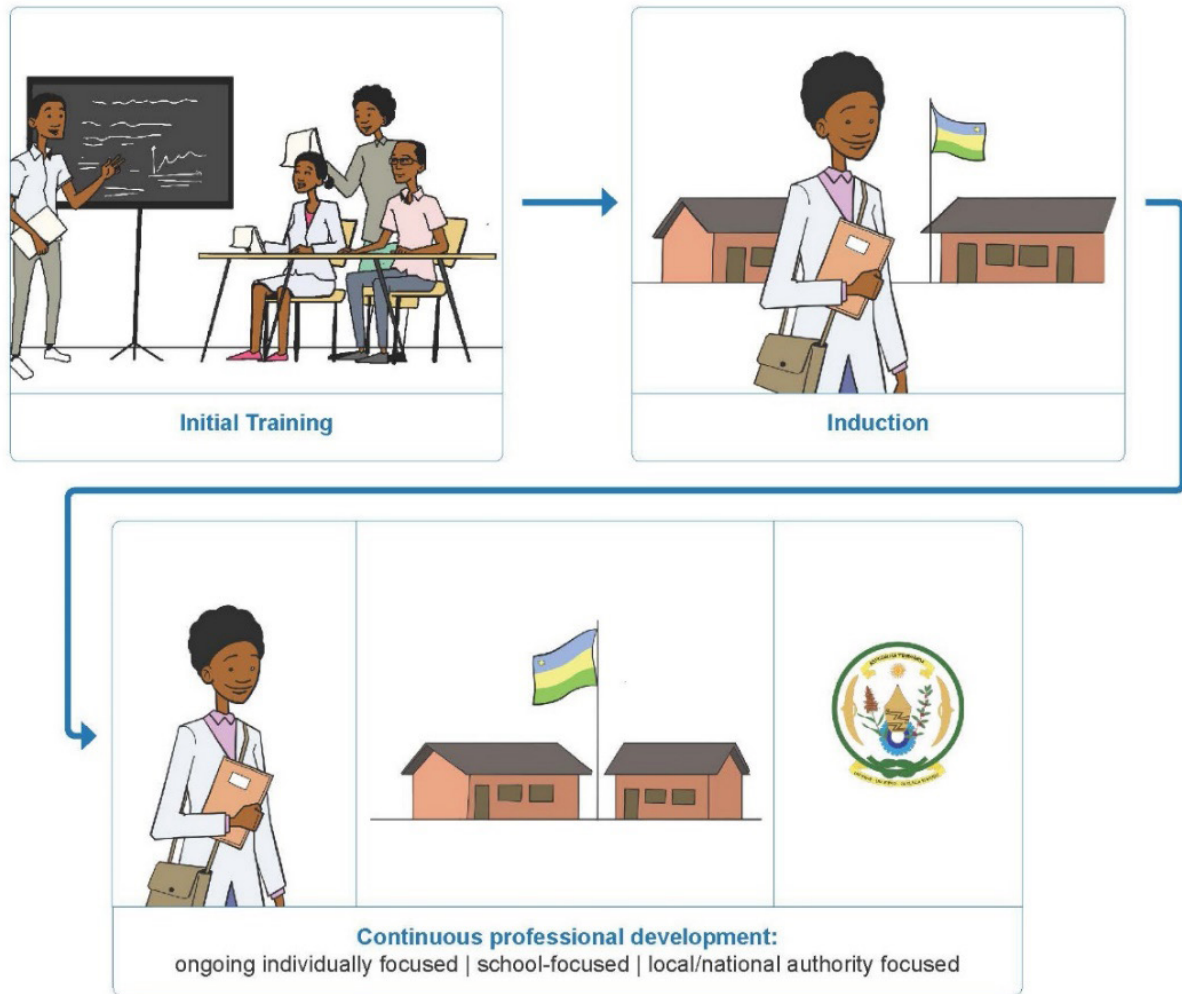 Initial Training
Induction
Continuous professional development:
ongoing individually focused | school-focused | local/national authority focused